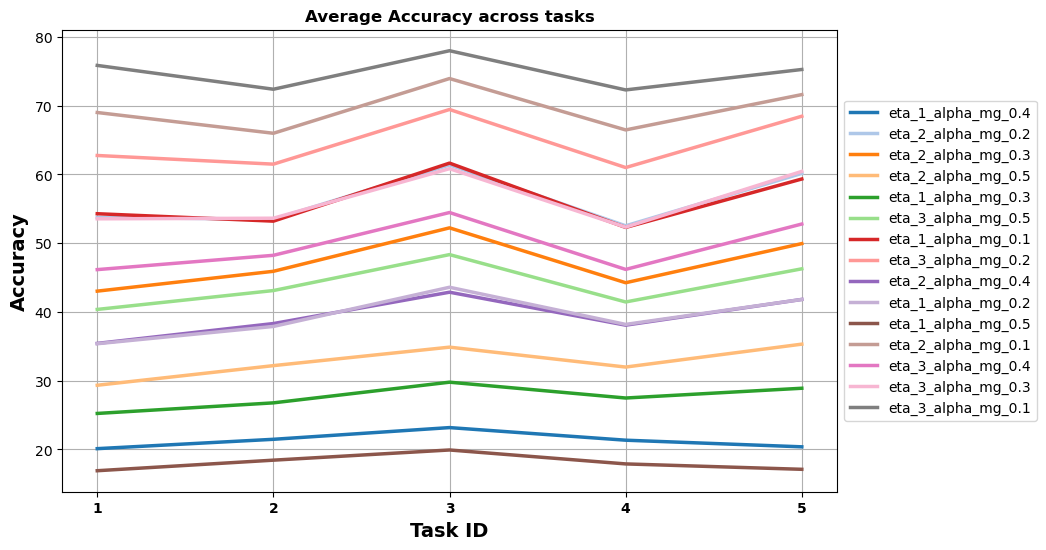 Average Accuracy across tasks
80
70
60
50
40
30
20
Accuracy
1
2
3
4
5
Task ID
eta_1_alpha_mg_0.4
eta_2_alpha_mg_0.2
eta_2_alpha_mg_0.3
eta_2_alpha_mg_0.5
eta_1_alpha_mg_0.3
eta_3_alpha_mg_0.5
eta_1_alpha_mg_0.1
eta_3_alpha_mg_0.2
eta_2_alpha_mg_0.4
eta_1_alpha_mg_0.2
eta_1_alpha_mg_0.5
eta_2_alpha_mg_0.1
eta_3_alpha_mg_0.4
eta_3_alpha_mg_0.3
eta_3_alpha_mg_0.1